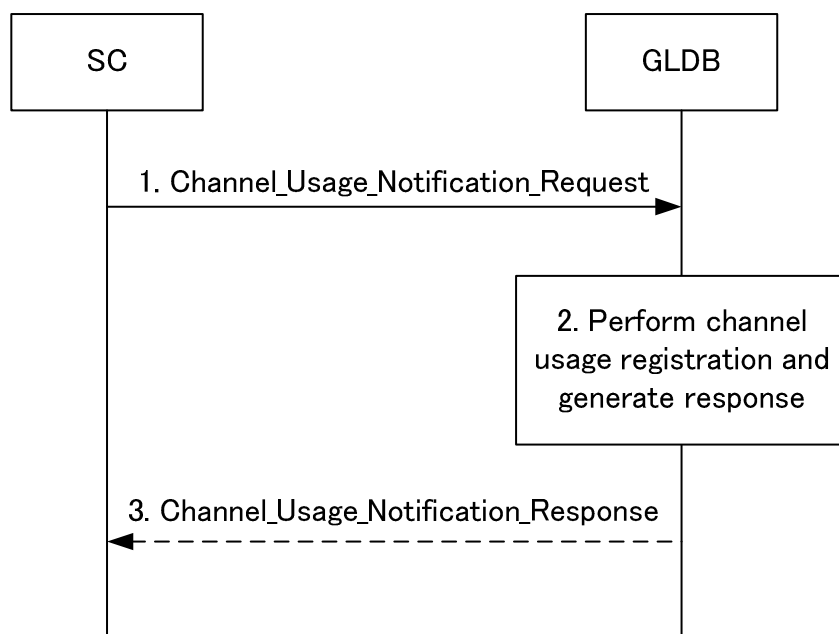 SC
GLDB
1. Channel_Usage_Notification_Request
2. Perform channel
usage registration and
generate response
3. Channel_Usage_Notification_Response